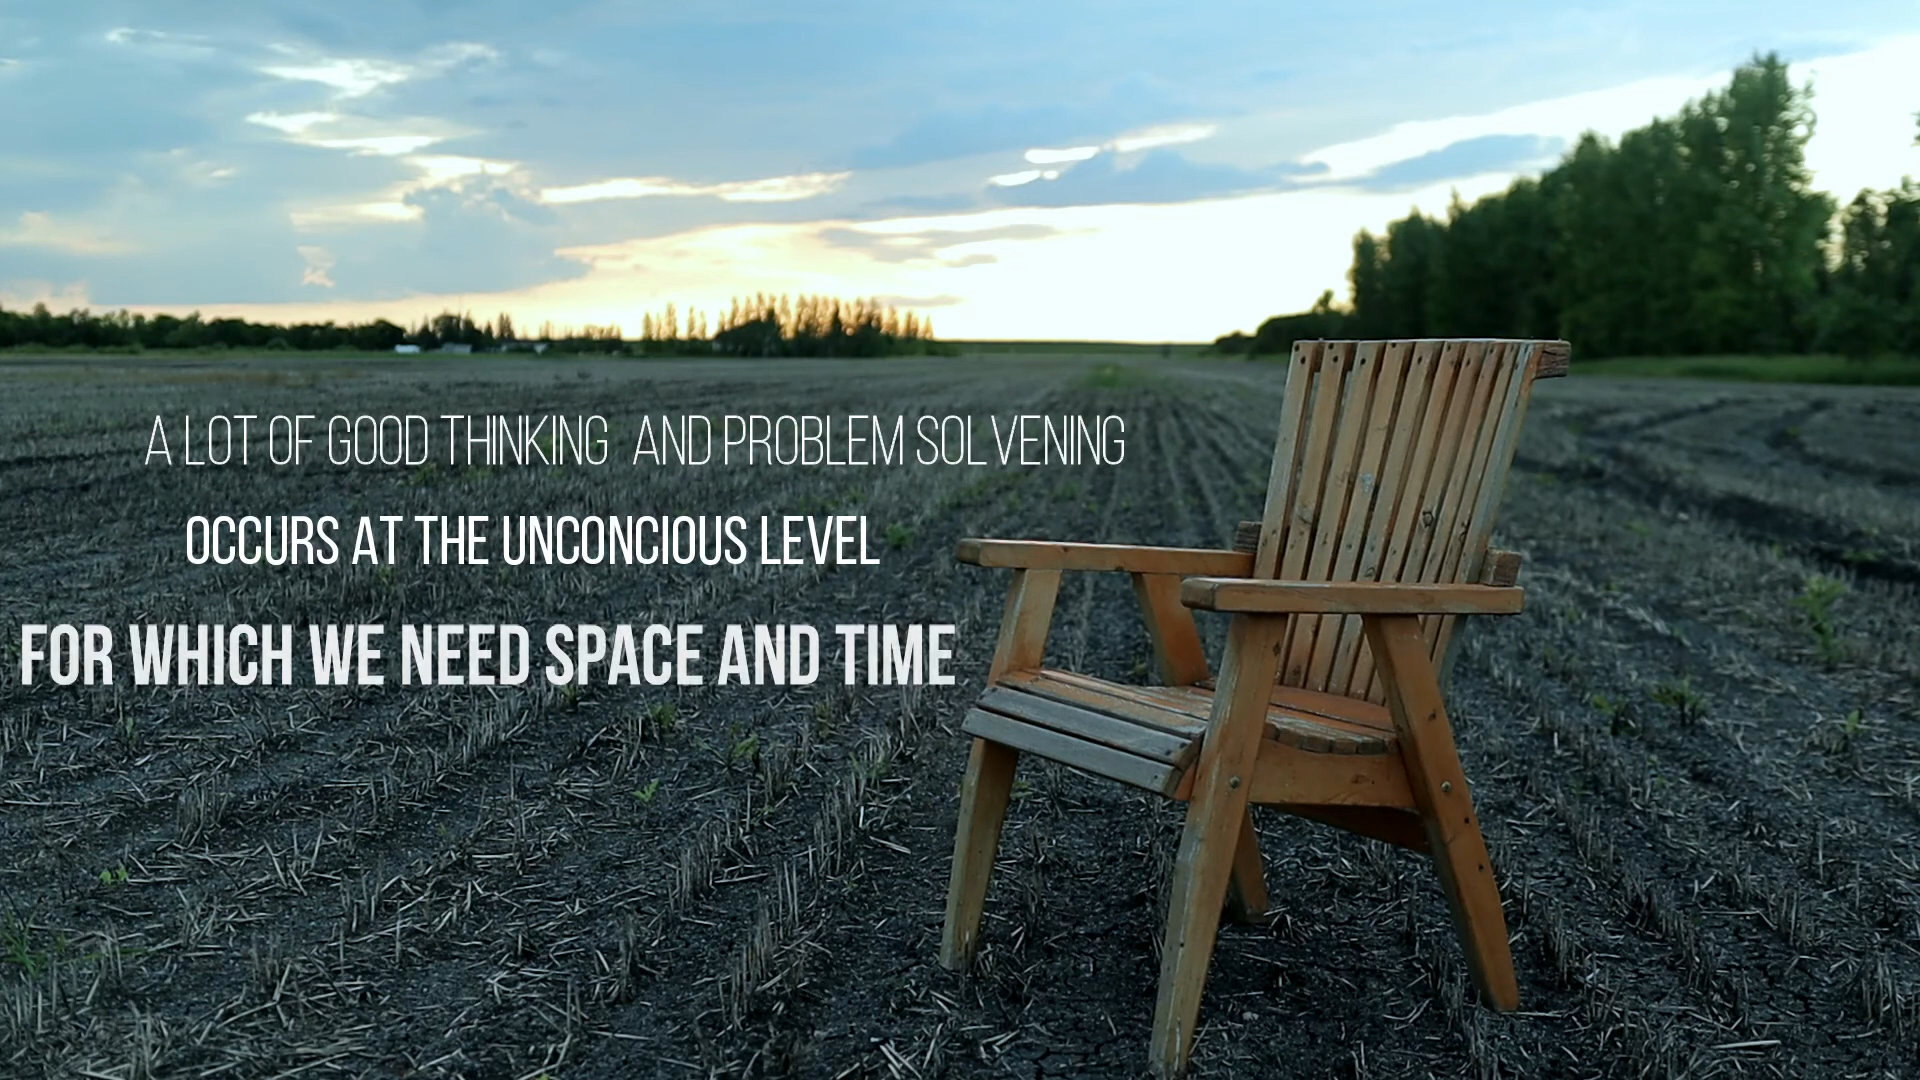 A LOT OF GOOD THINKING AND PROBLEM SOLVENING
OCCURS AT THE UNCONCIOUS LEVEL
FOR WHICH WE NEED SPACE AND TIME